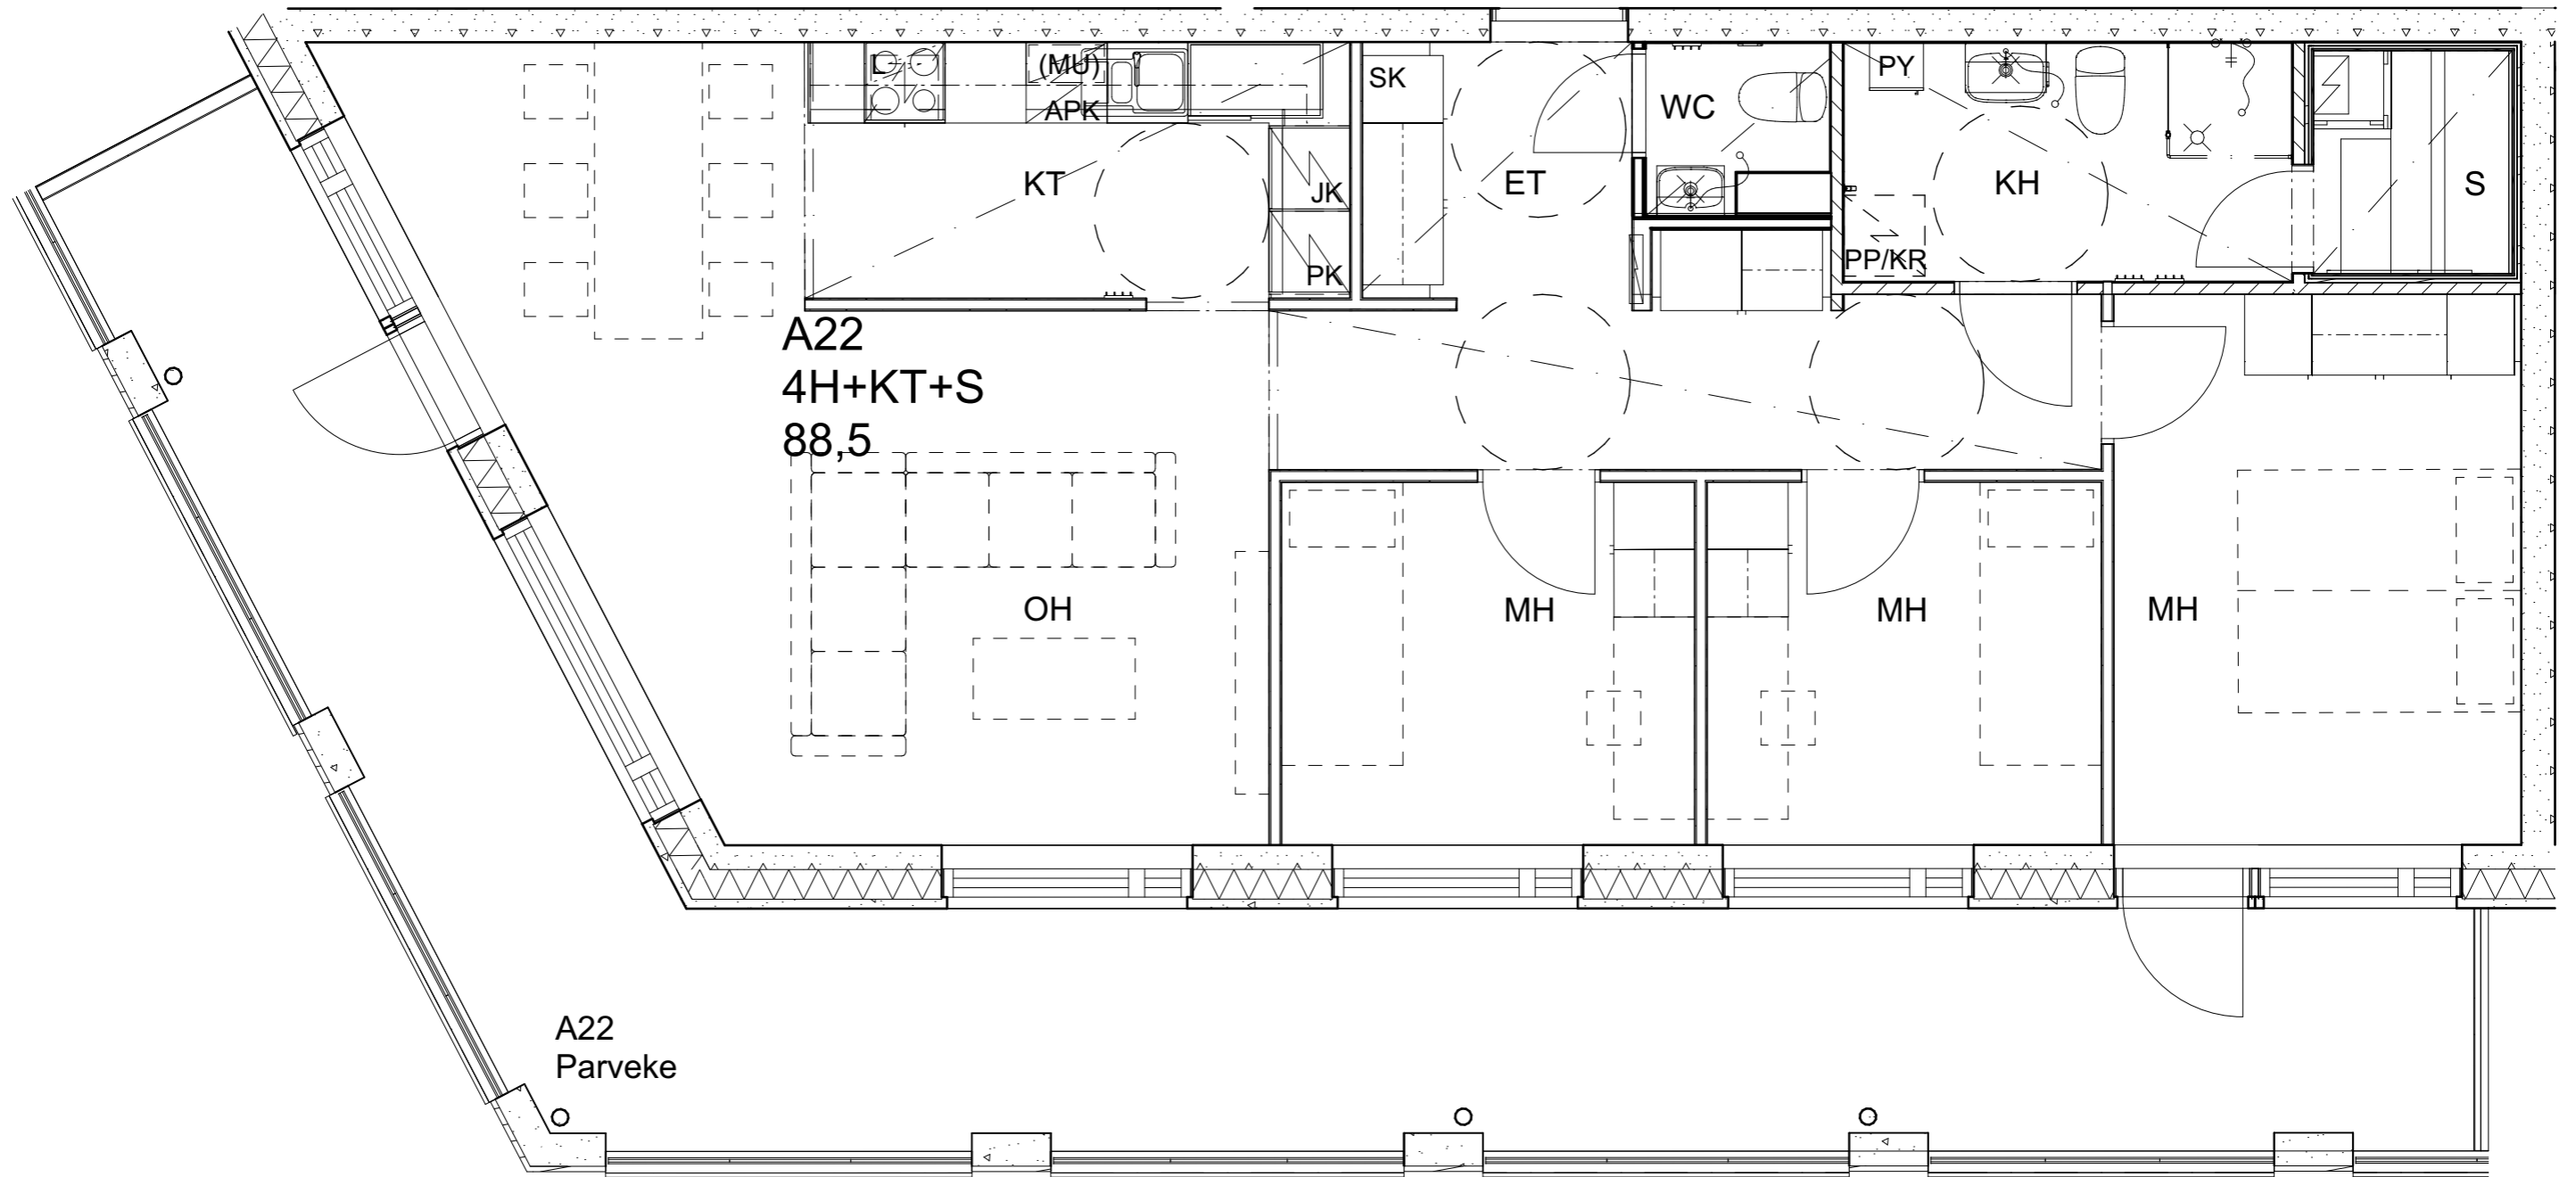 L
(MU)
APK
SK
WC
PY
KT
JK
ET
KH
S
PK
PP/KR
A22
4H+KT+S
88,5
OH
MH
MH
MH
A22
Parveke